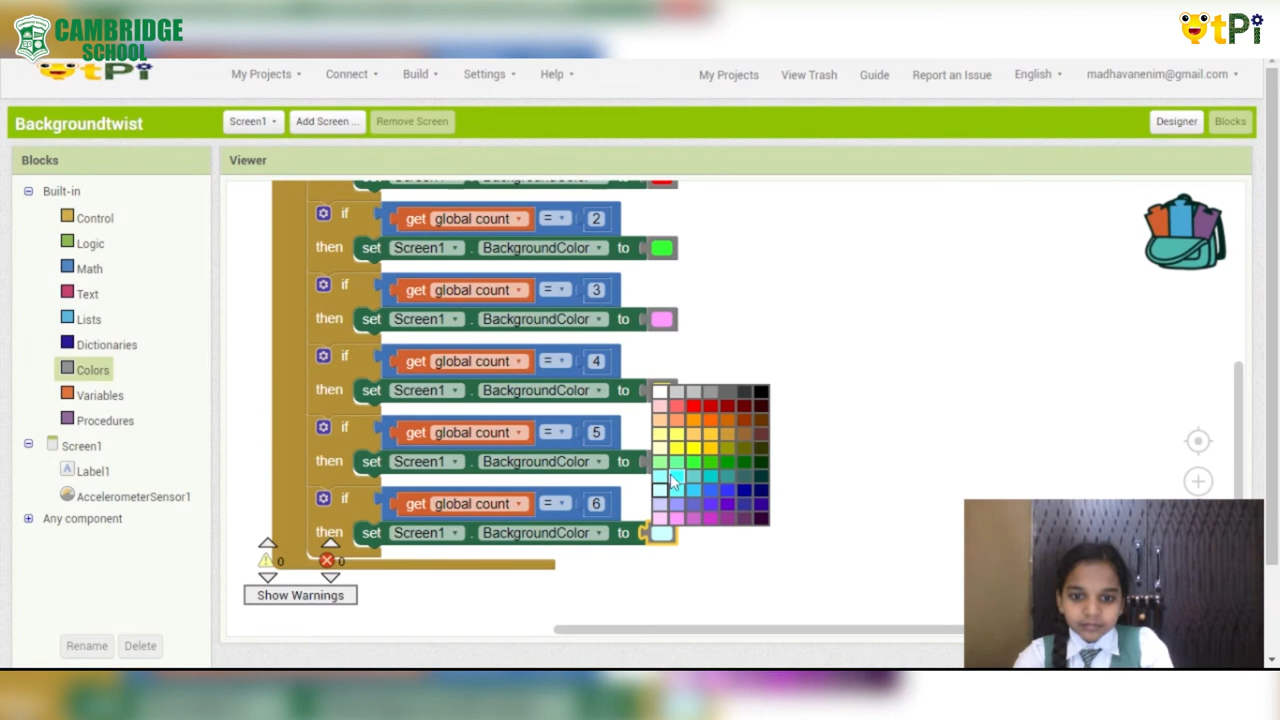 CAMBRIDGE
SCHOOL
tPi
tPi
My Projects
Connect
Build
Settings
Help
My Projects
View Trash
Guide
Report an Issue
English
madhavanenim@gmail.com
Backgroundtwist
Screen1
Add Screen ...
Remove Screen
Designer
Blocks
Blocks
Viewer
Built-in
Control
Logic
Math
Text
Lists
Dictionaries
Colors
Variables
Procedures
Screen1
Label1
AccelerometerSensor1
Any component
Rename
Delete
if get global count = 2
then set Screen1 . BackgroundColor to
if get global count = 3
then set Screen1 . BackgroundColor to
if get global count = 4
then set Screen1 . BackgroundColor to
if get global count = 5
then set Screen1 . BackgroundColor to
if get global count = 6
then set Screen1 . BackgroundColor to
0 0
Show Warnings